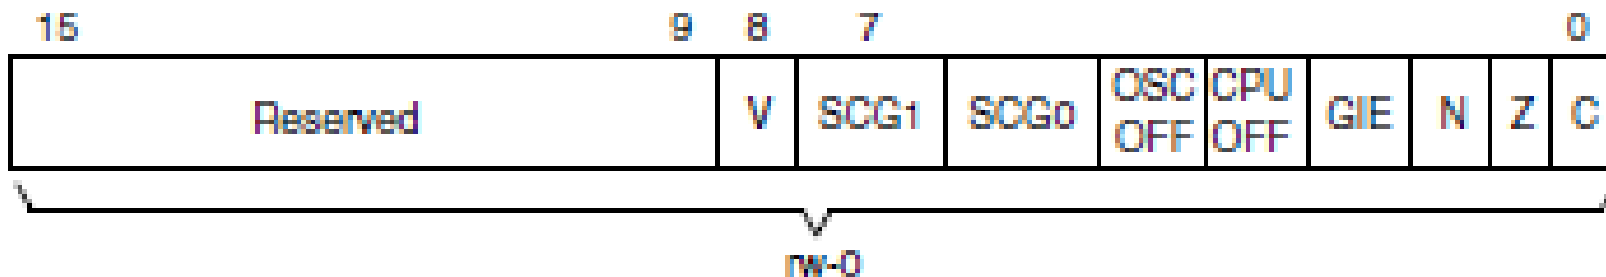 15 9 8 7 0
Reserved V SCG1 SCG0 OSC OFF CPU OFF GIE N Z C
rw-0